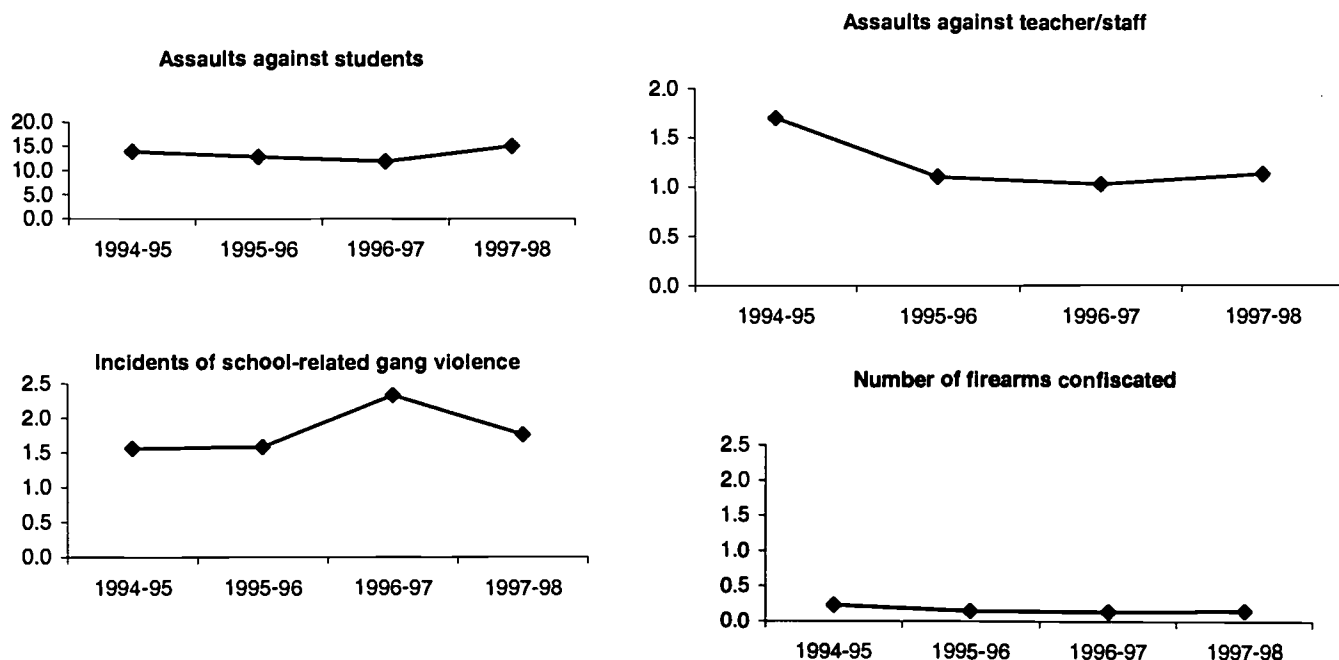 Assaults against students
20.0
15.0
10.0
5.0
0.0
1994-95 1995-96 1996-97 1997-98
Assaults against teacher/staff
2.0
1.5
1.0
0.5
0.0
1994-95 1995-96 1996-97 1997-98
Incidents of school-related gang violence
2.5
2.0
1.5
1.0
0.5
0.0
1994-95 1995-96 1996-97 1997-98
Number of firearms confiscated
2.5
2.0
1.5
1.0
0.5
0.0
1994-95 1995-96 1996-97 1997-98